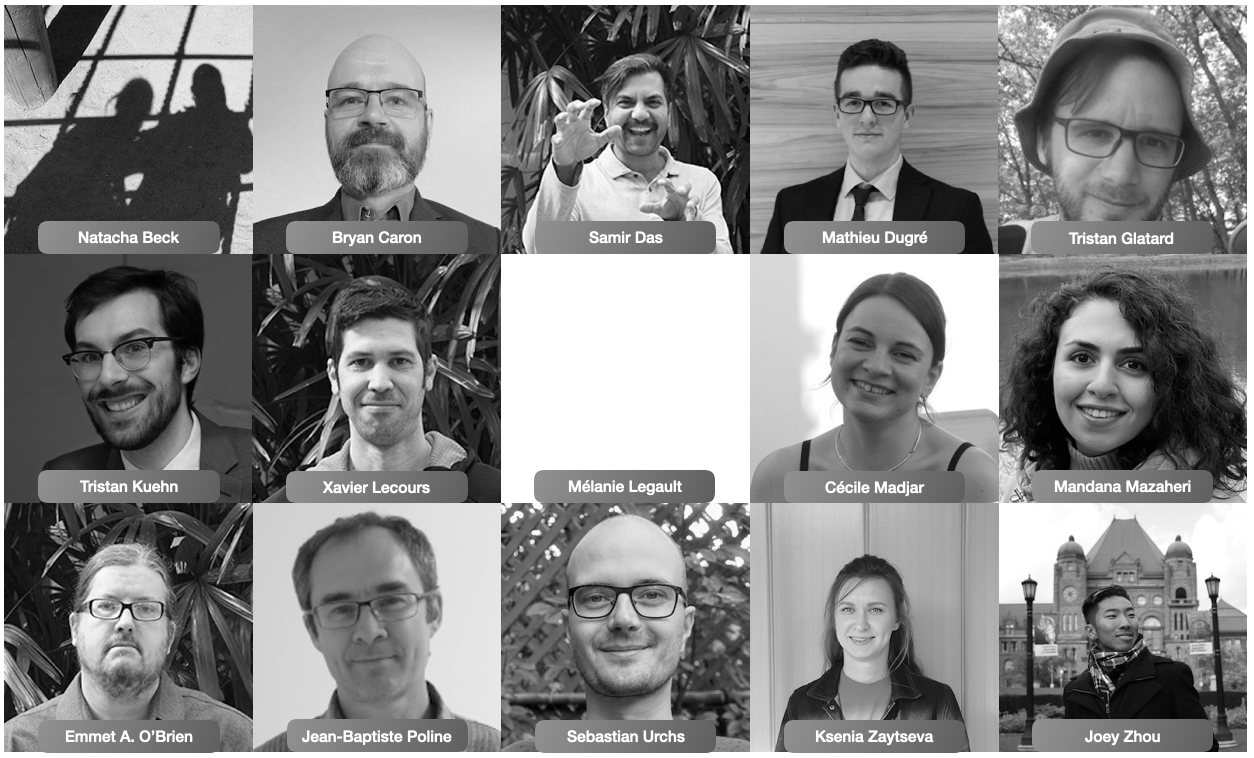 Natacha Beck
Bryan Caron
Samir Das
Mathieu Dugré
Tristan Glatard
Tristan Kuehn
Xavier Lecours
Mélanie Legault
Cécile Madjar
Mandana Mazaheri
Emmet A. O'Brien
Jean-Baptiste Poline
Sebastian Urchs
Ksenia Zaytseva
Joey Zhou